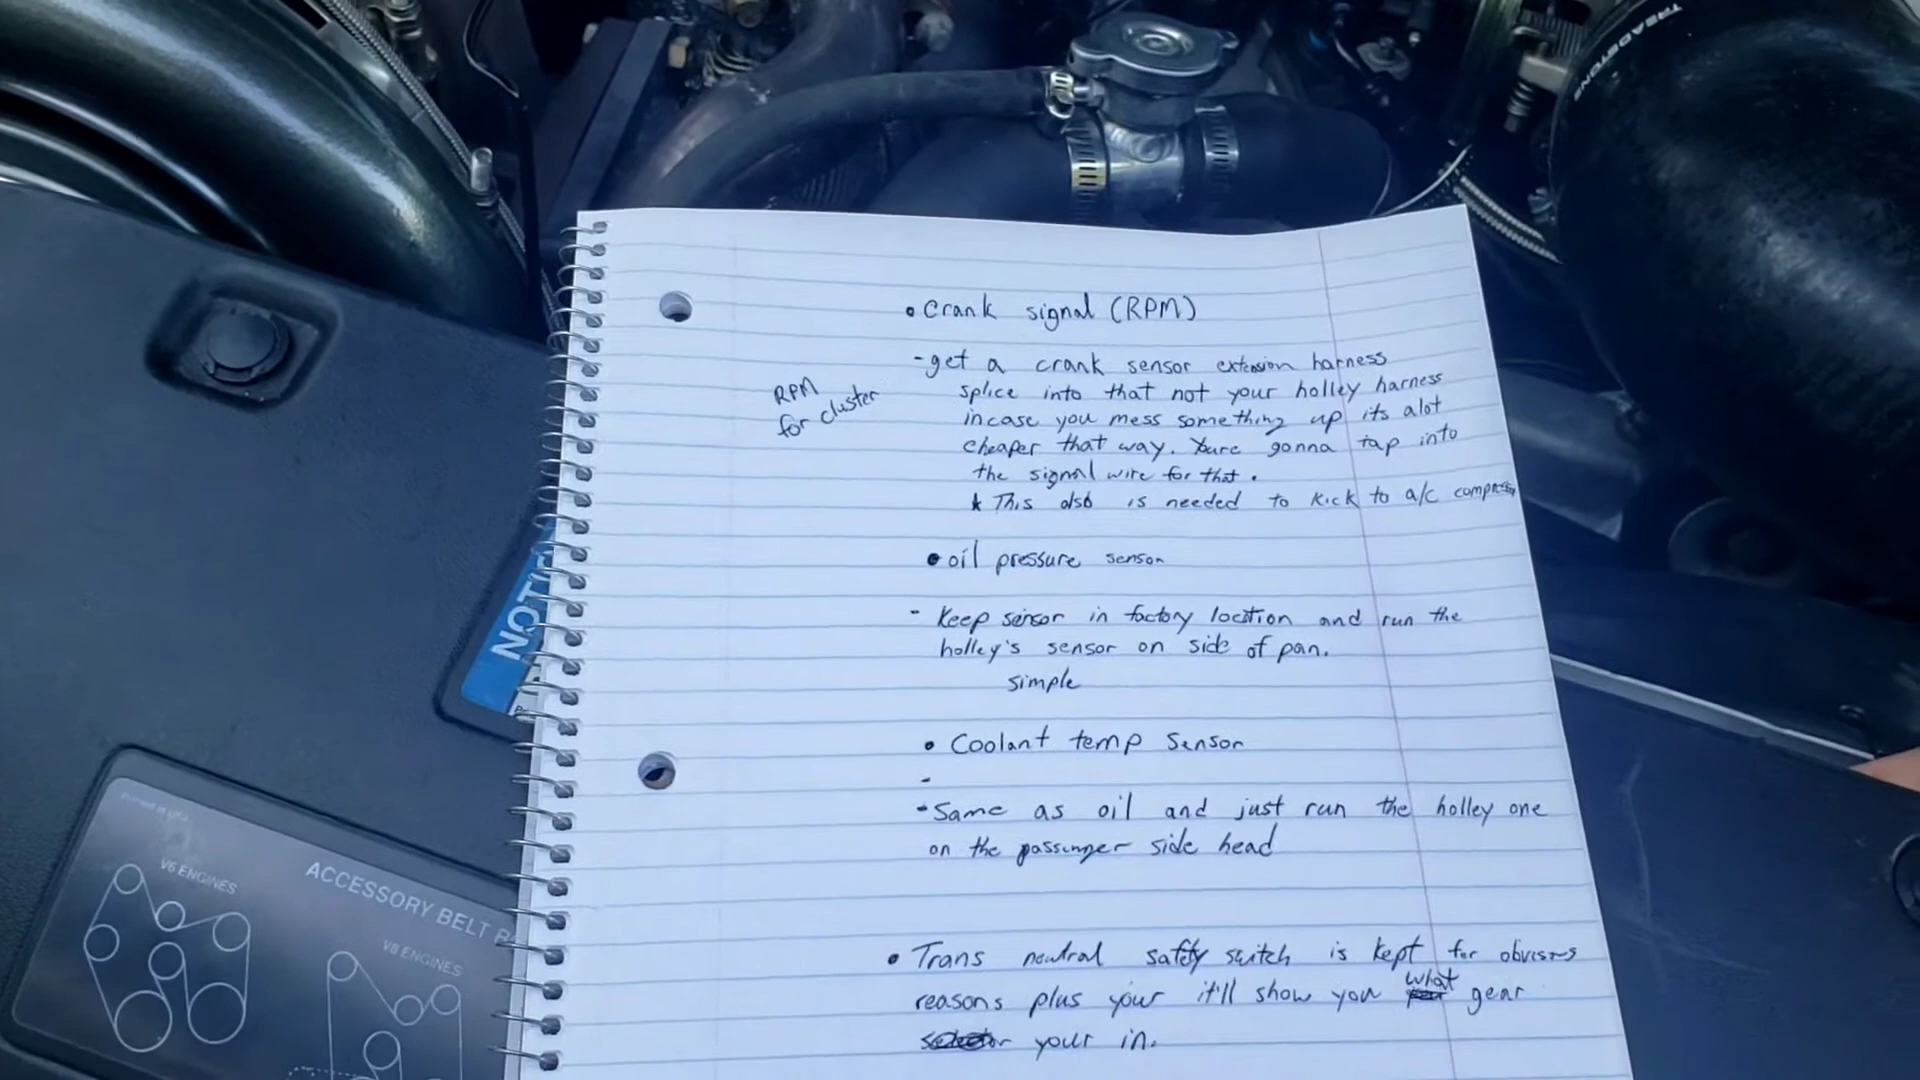 TREADSTONE
• Crank signal (RPM)
- get a crank sensor extension harness
splice into that not your holley harness
incase you mess something up its alot
cheaper that way. Youre gonna tap into
the signal wire for that.
* This also is needed to kick to a/c compressor
RPM
for cluster
• oil pressure sensor
- Keep sensor in factory location and run the
holley's sensor on side of pan.
simple
• Coolant temp sensor
-
- Same as oil and just run the holley one
on the passenger side head
• Trans neutral safety switch is kept for obvious
reasons plus your it'll show you what gear
your in.
NOTI
V6 ENGINES
ACCESSORY BELT
V8 ENGINES